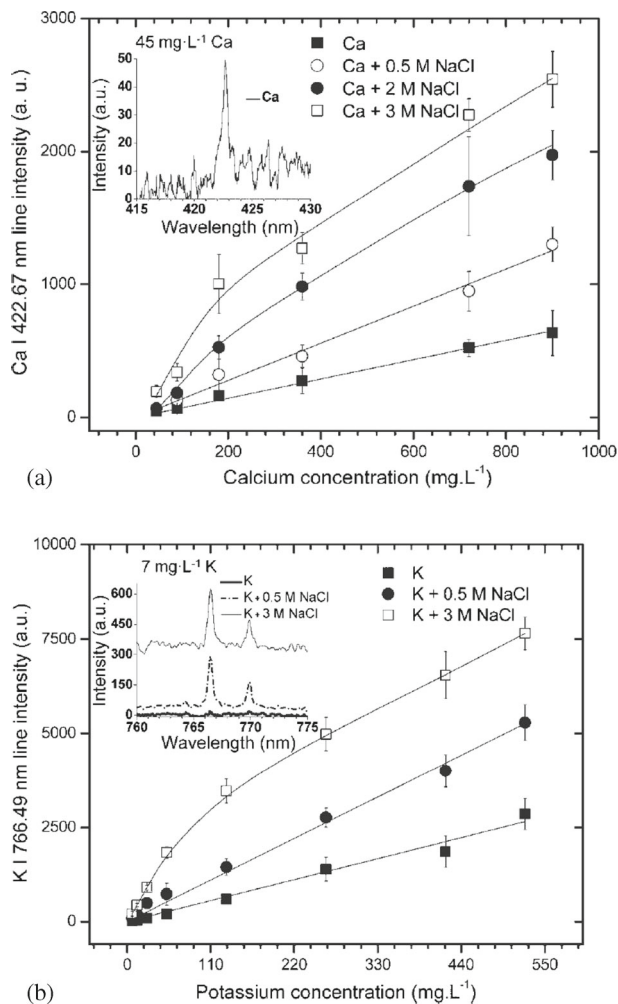 45 mg·L-1 Ca
Ca
Intensity (a.u.)
50
40
30
20
10
0
415 420 425 430
Wavelength (nm)
Ca
Ca + 0.5 M NaCl
Ca + 2 M NaCl
Ca + 3 M NaCl
Ca I 422.67 nm line intensity (a. u.)
3000
2000
1000
0
0 200 400 600 800 1000
Calcium concentration (mg.L-1)
(a)
7 mg·L-1 K
K
K + 0.5 M NaCl
K + 3 M NaCl
Intensity (a.u.)
600
450
300
150
0
760 765 770 775
Wavelength (nm)
K
K + 0.5 M NaCl
K + 3 M NaCl
K I 766.49 nm line intensity (a.u.)
10000
7500
5000
2500
0
0 110 220 330 440 550
Potassium concentration (mg.L-1)
(b)